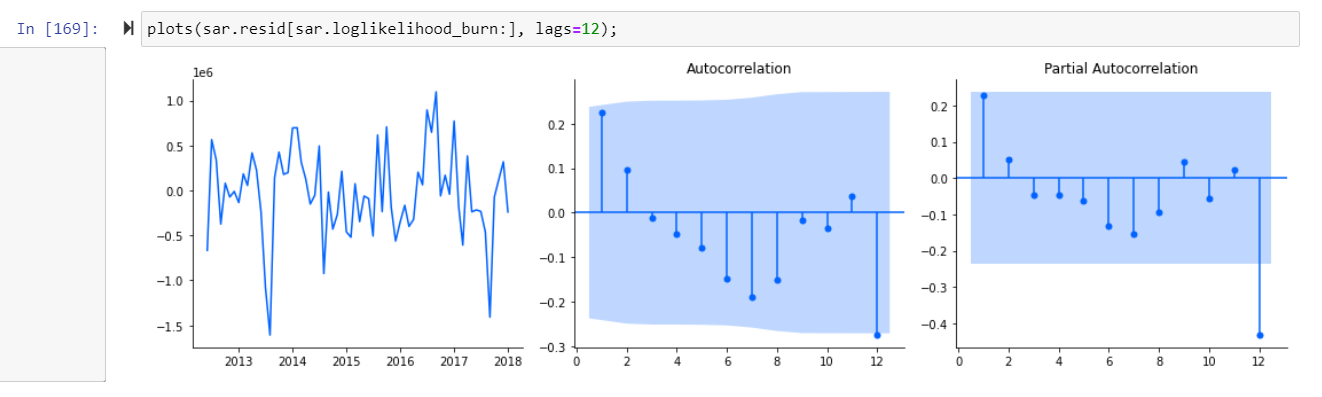 In [169]: plots(sar.resid[sar.loglikelihood_burn:], lags=12);
1e6
1.0
0.5
0.0
−0.5
−1.0
−1.5
2013 2014 2015 2016 2017 2018
Autocorrelation
0.2
0.1
0.0
−0.1
−0.2
−0.3
0 2 4 6 8 10 12
Partial Autocorrelation
0.2
0.1
0.0
−0.1
−0.2
−0.3
−0.4
0 2 4 6 8 10 12